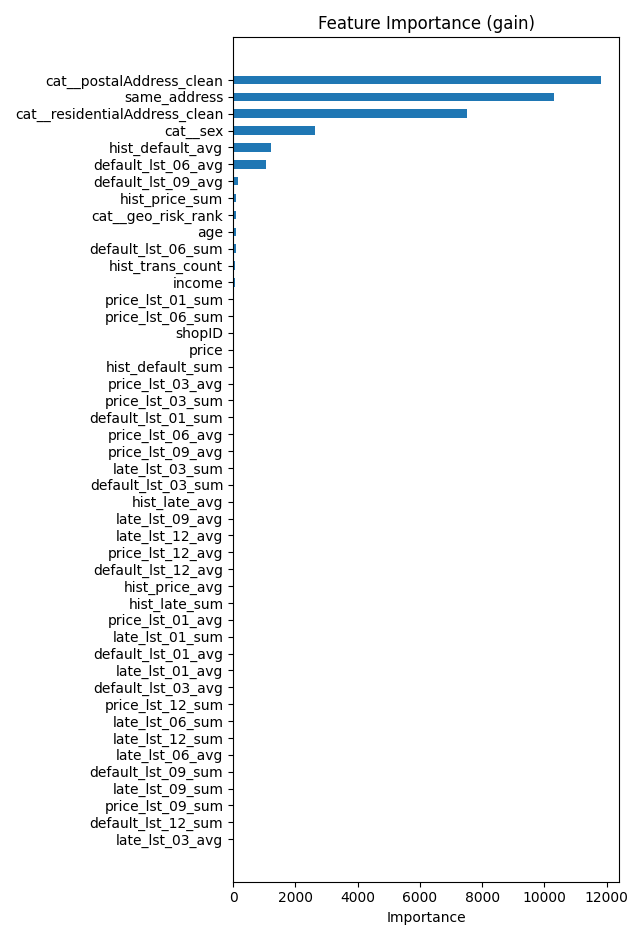 Feature Importance (gain)
cat__postalAddress_clean
same_address
cat__residentialAddress_clean
cat__sex
hist_default_avg
default_lst_06_avg
default_lst_09_avg
hist_price_sum
cat__geo_risk_rank
age
default_lst_06_sum
hist_trans_count
income
price_lst_01_sum
price_lst_06_sum
shopID
price
hist_default_sum
price_lst_03_avg
price_lst_03_sum
default_lst_01_sum
price_lst_06_avg
price_lst_09_avg
late_lst_03_sum
default_lst_03_sum
hist_late_avg
late_lst_09_avg
late_lst_12_avg
price_lst_12_avg
default_lst_12_avg
hist_price_avg
hist_late_sum
price_lst_01_avg
late_lst_01_sum
default_lst_01_avg
late_lst_01_avg
default_lst_03_avg
price_lst_12_sum
late_lst_06_sum
late_lst_12_sum
late_lst_06_avg
default_lst_09_sum
late_lst_09_sum
price_lst_09_sum
default_lst_12_sum
late_lst_03_avg
0 2000 4000 6000 8000 10000 12000
Importance